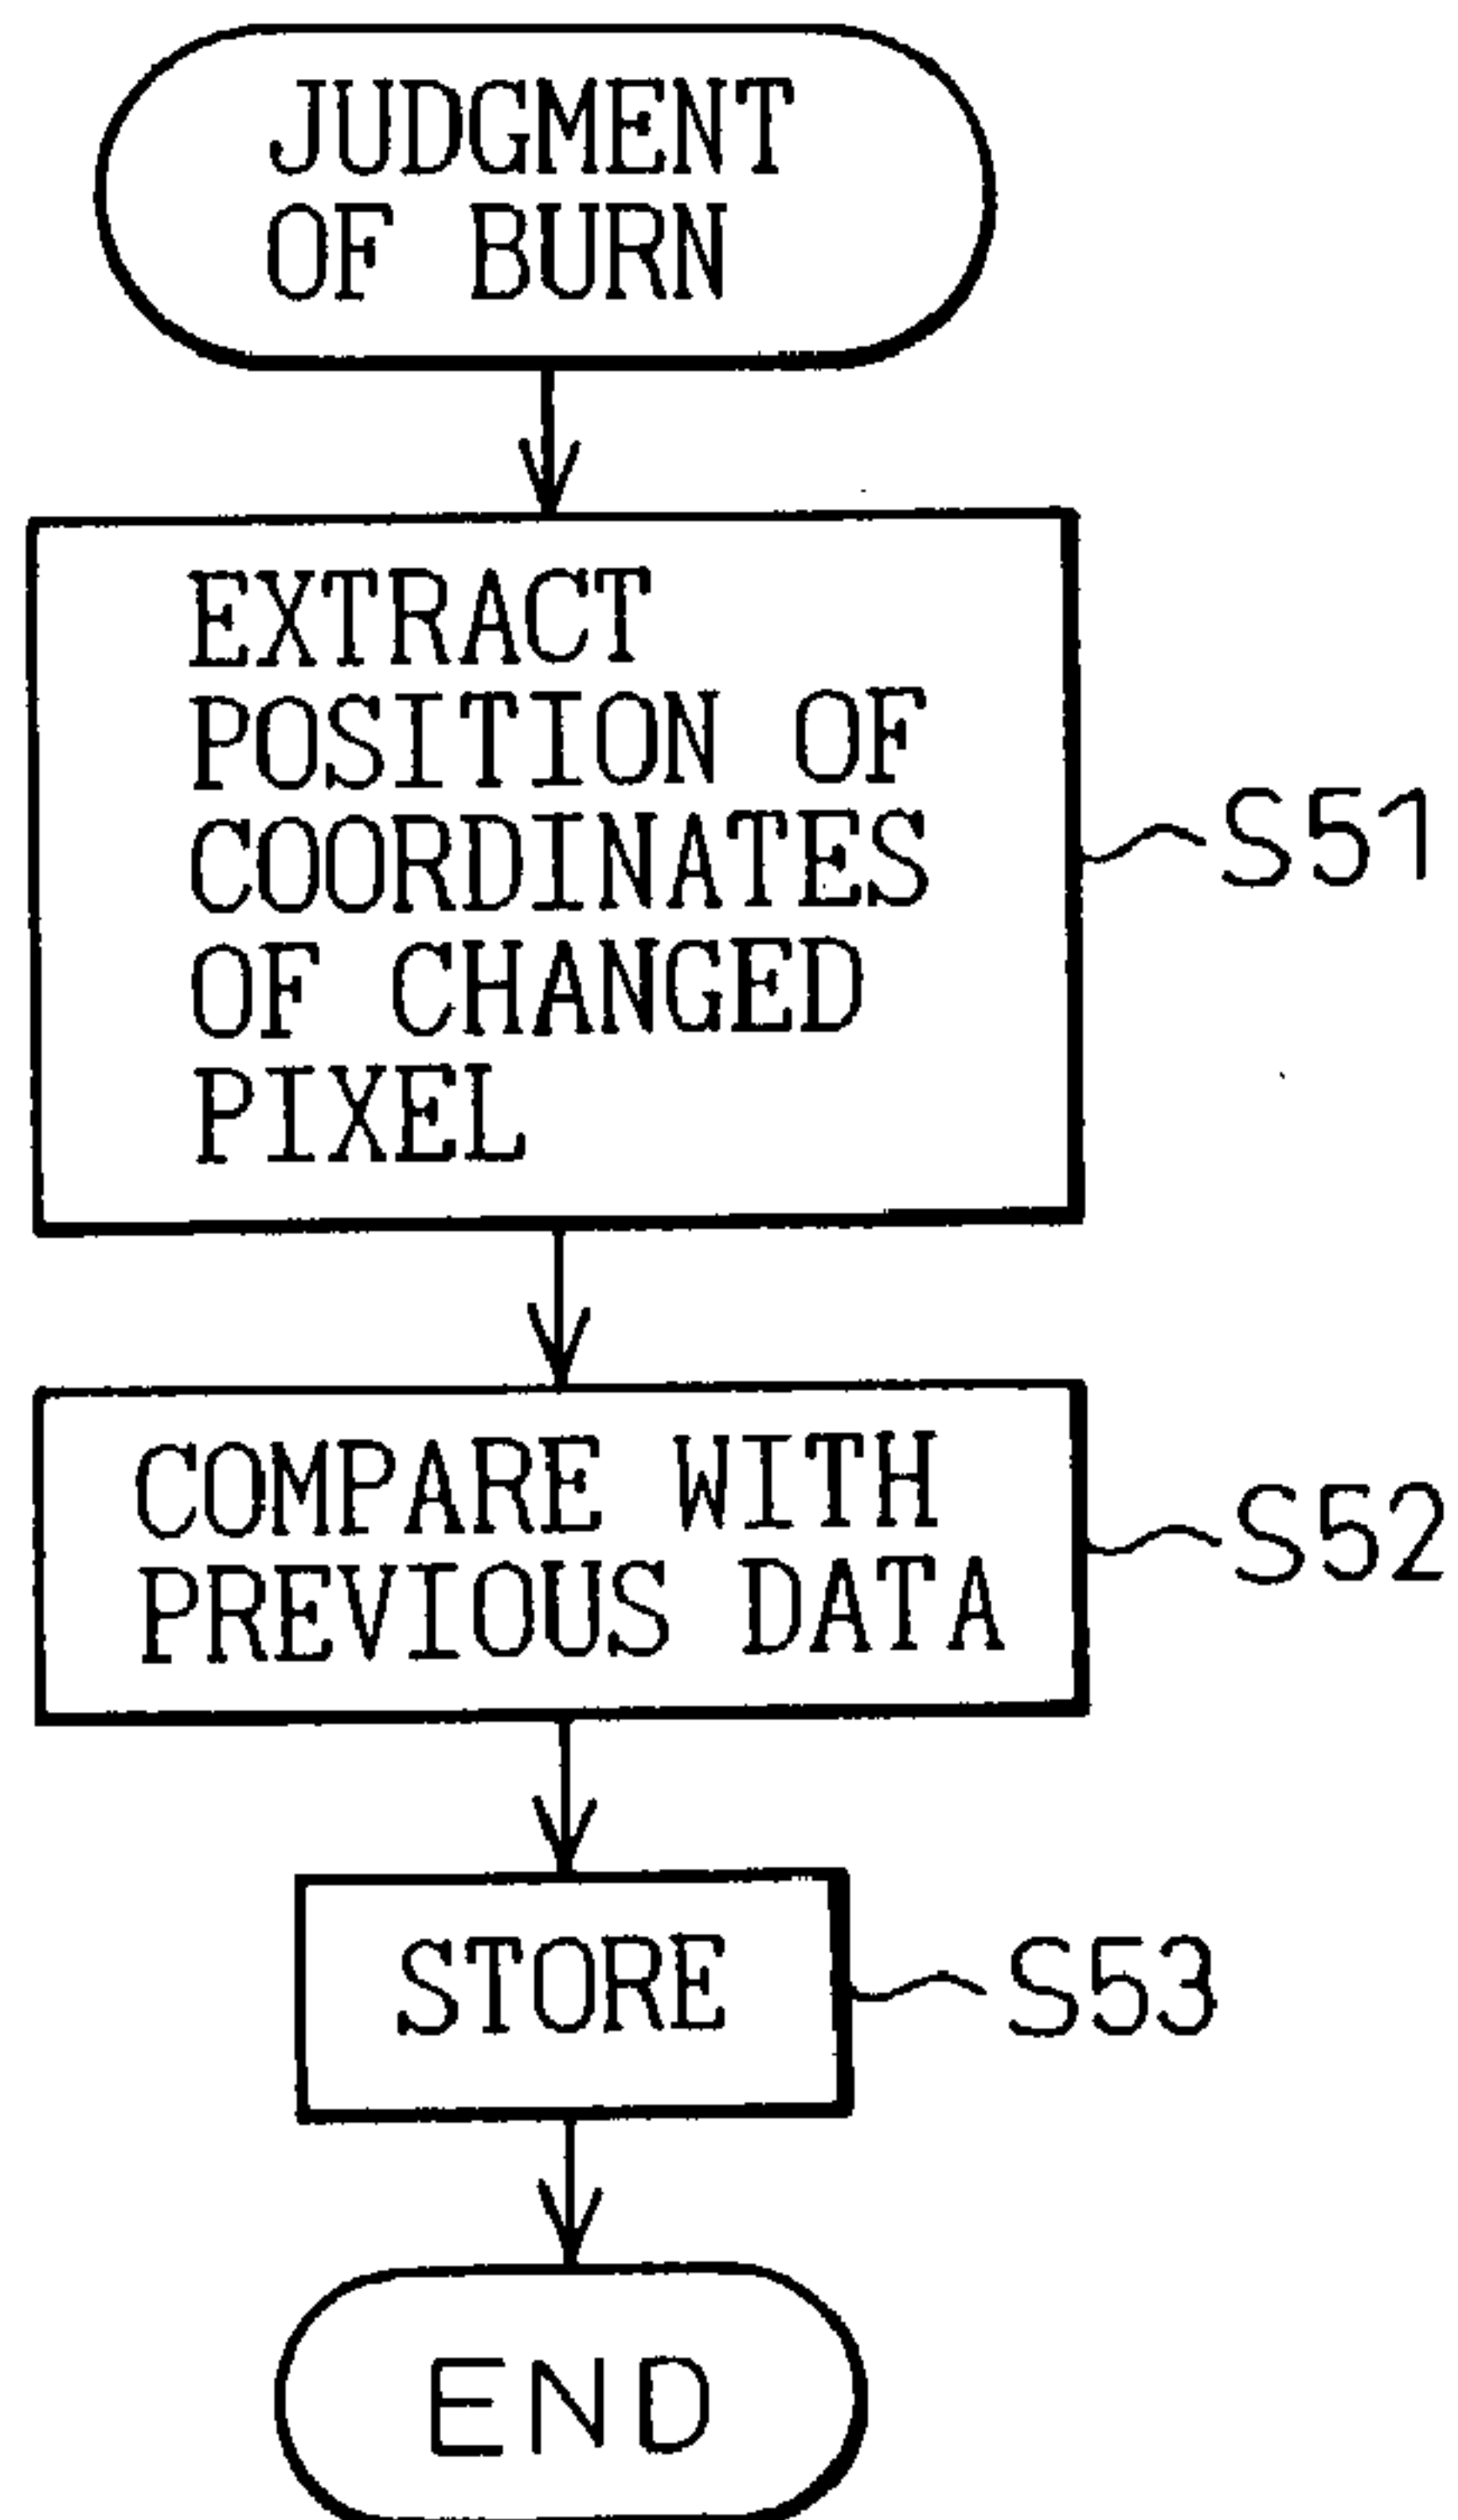 JUDGMENT
OF BURN
EXTRACT
POSITION OF
COORDINATES
OF CHANGED
PIXEL
S51
COMPARE WITH
PREVIOUS DATA
S52
STORE
S53
END